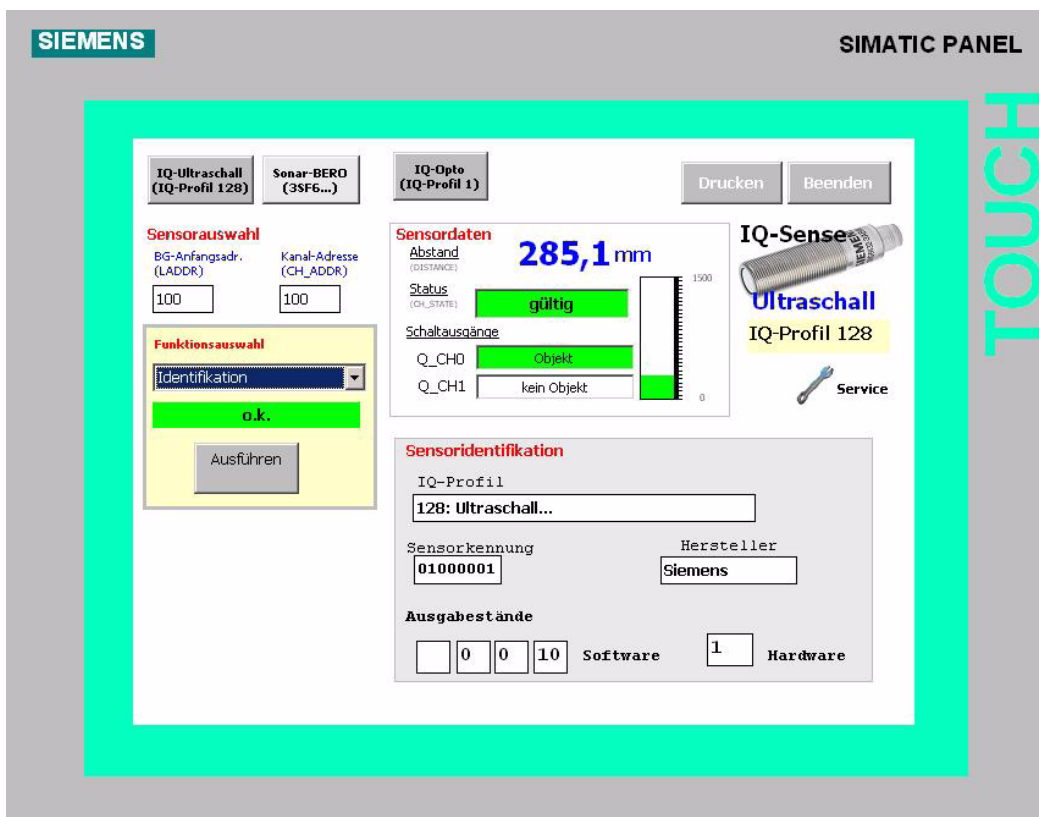 SIEMENS
SIMATIC PANEL
TOUCH
IQ-Ultraschall
(IQ-Profil 128)
Sonar-BERO
(3SF6...)
IQ-Opto
(IQ-Profil 1)
Drucken
Beenden
Sensorauswahl
BG-Anfangsadr.
(LADDR)
Kanal-Adresse
(CH_ADDR)
100
100
Funktionsauswahl
Identifikation
o.k.
Ausführen
Sensordaten
Abstand
(DISTANCE)
285,1 mm
Status
(CH_STATE)
gültig
Schaltausgänge
Q_CH0
Objekt
Q_CH1
kein Objekt
1500
0
IQ-Sense
SIEMENS
Ultraschall
IQ-Profil 128
Service
Sensoridentifikation
IQ-Profil
128: Ultraschall...
Sensorkennung
01000001
Hersteller
Siemens
Ausgabestände
0 0 10 Software
1 Hardware